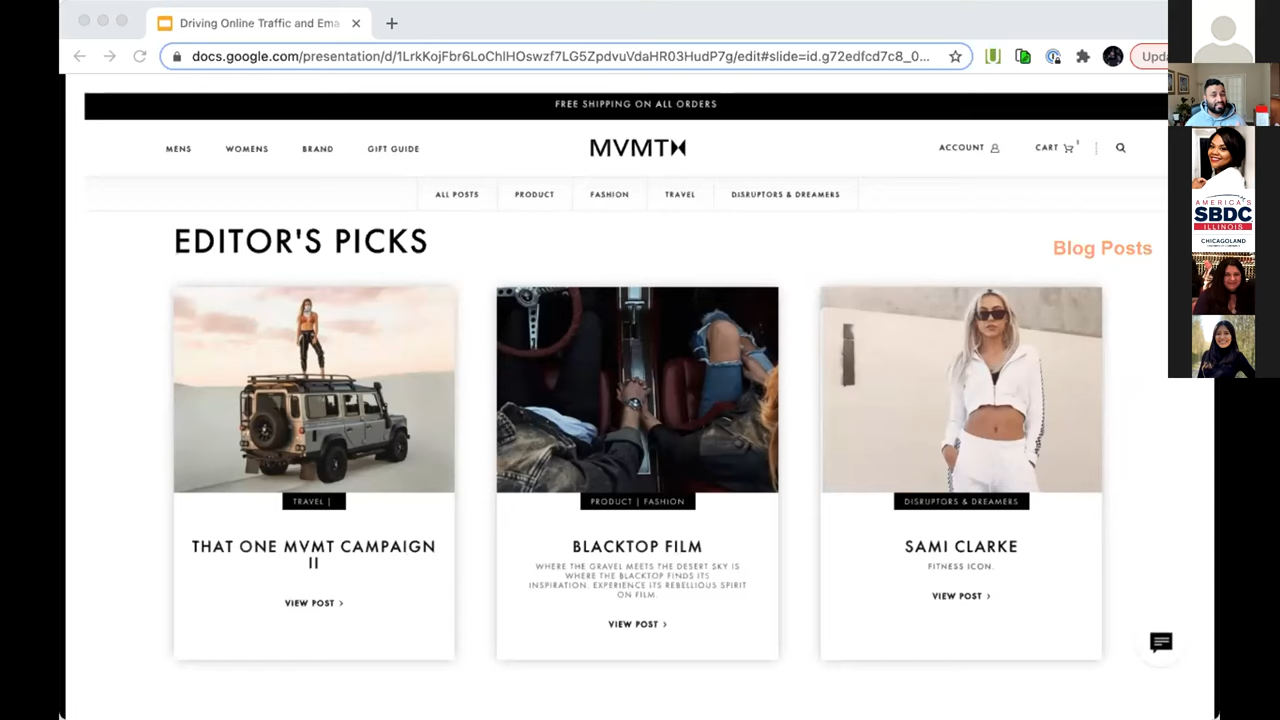 Driving Online Traffic and Ema
docs.google.com/presentation/d/1LrkKojFbr6LoChlHOswzf7LG5ZpdvuVdaHR03HudP7g/edit#slide=id.g72edfcd7c8_0...
Upda
FREE SHIPPING ON ALL ORDERS
MENS WOMENS BRAND GIFT GUIDE MVMT ACCOUNT CART
ALL POSTS PRODUCT FASHION TRAVEL DISRUPTORS & DREAMERS
EDITOR'S PICKS
Blog Posts
TRAVEL |
THAT ONE MVMT CAMPAIGN
II
VIEW POST >
PRODUCT | FASHION
BLACKTOP FILM
WHERE THE GRAVEL MEETS THE DESERT SKY IS
WHERE THE BLACKTOP FINDS ITS
INSPIRATION. EXPERIENCE ITS REBELLIOUS SPIRIT
ON FILM.
VIEW POST >
DISRUPTORS & DREAMERS
SAMI CLARKE
FITNESS ICON.
VIEW POST >
AMERICA'S
SBDC
ILLINOIS
CHICAGOLAND